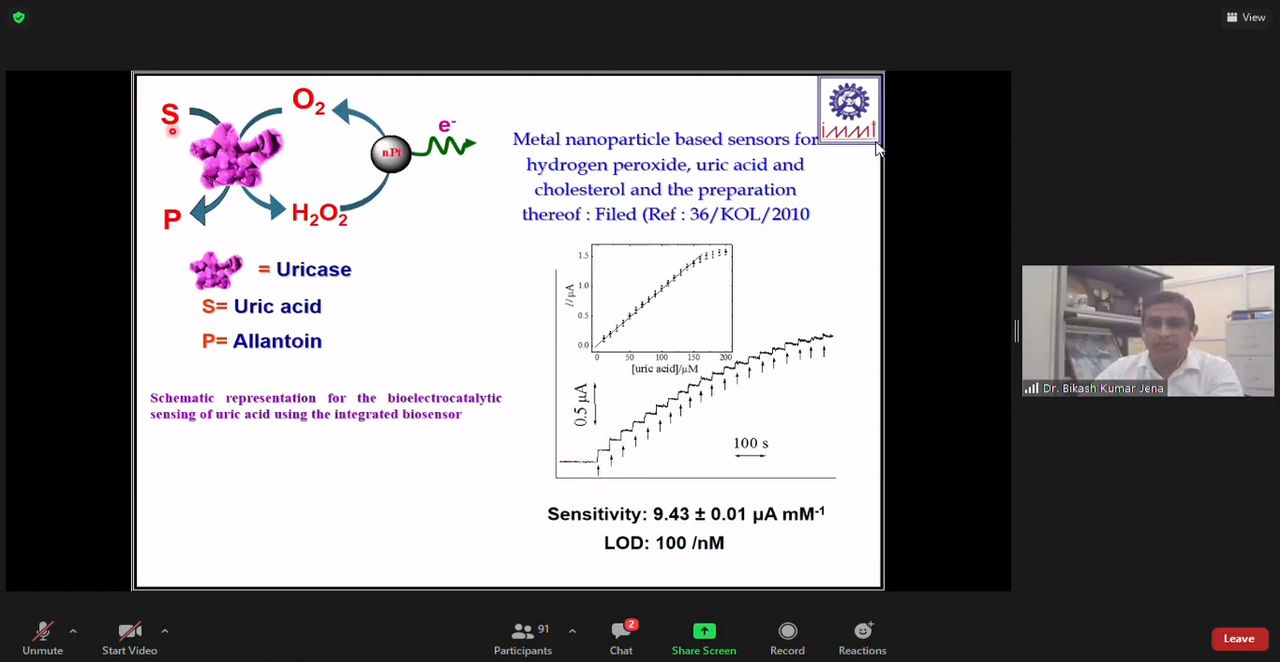 View
S
O2
e-
nPt
P
H2O2
immt
Metal nanoparticle based sensors for
hydrogen peroxide, uric acid and
cholesterol and the preparation
thereof : Filed (Ref : 36/KOL/2010
= Uricase
S= Uric acid
P= Allantoin
Schematic representation for the bioelectrocatalytic
sensing of uric acid using the integrated biosensor
1.5
1.0
0.5
0.0
I / μA
0 50 100 150 200
[uric acid]/μM
0.5 μA
100 s
Sensitivity: 9.43 ± 0.01 μA mM-1
LOD: 100 /nM
Dr. Bikash Kumar Jena
Unmute
Start Video
91
Participants
2
Chat
Share Screen
Record
Reactions
Leave